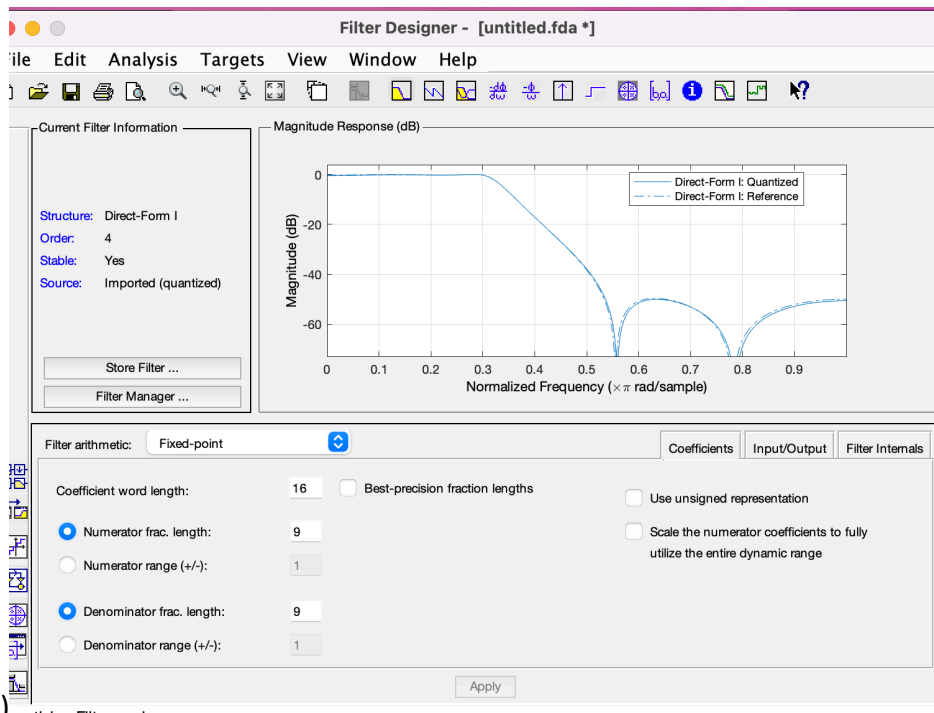 Filter Designer - [untitled.fda *]
File Edit Analysis Targets View Window Help
Current Filter Information
Structure: Direct-Form I
Order: 4
Stable: Yes
Source: Imported (quantized)
Store Filter ...
Filter Manager ...
Magnitude Response (dB)
Magnitude (dB)
0
-20
-40
-60
Direct-Form I: Quantized
Direct-Form I: Reference
0 0.1 0.2 0.3 0.4 0.5 0.6 0.7 0.8 0.9
Normalized Frequency (×π rad/sample)
Filter arithmetic: Fixed-point
Coefficients Input/Output Filter Internals
Coefficient word length: 16 Best-precision fraction lengths
Numerator frac. length: 9
Numerator range (+/-): 1
Denominator frac. length: 9
Denominator range (+/-): 1
Use unsigned representation
Scale the numerator coefficients to fully
utilize the entire dynamic range
Apply